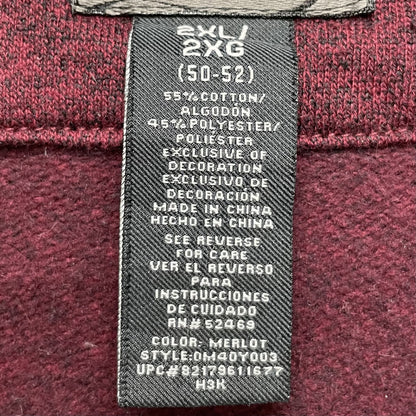 2XL/
2XG
(50-52)
55%COTTON/
ALGODÓN
45%POLYESTER/
POLIÉSTER
EXCLUSIVE OF
DECORATION
EXCLUSIVO DE
DECORACIÓN
MADE IN CHINA
HECHO EN CHINA
SEE REVERSE
FOR CARE
VER EL REVERSO
PARA
INSTRUCCIONES
DE CUIDADO
RN#52469
COLOR: MERLOT
STYLE:0M40Y003
UPC#82179611677
H3K